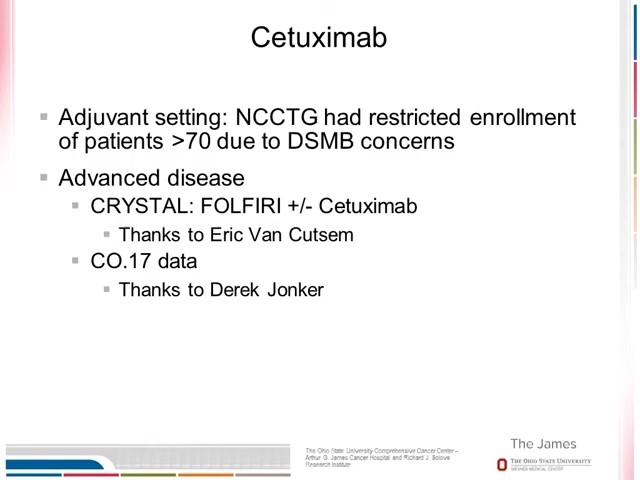 Cetuximab
Adjuvant setting: NCCTG had restricted enrollment
of patients >70 due to DSMB concerns
Advanced disease
CRYSTAL: FOLFIRI +/- Cetuximab
Thanks to Eric Van Cutsem
CO.17 data
Thanks to Derek Jonker
The Ohio State University Comprehensive Cancer Center –
Arthur G. James Cancer Hospital and Richard J. Solove
Research Institute
The James
THE OHIO STATE UNIVERSITY
WEXNER MEDICAL CENTER